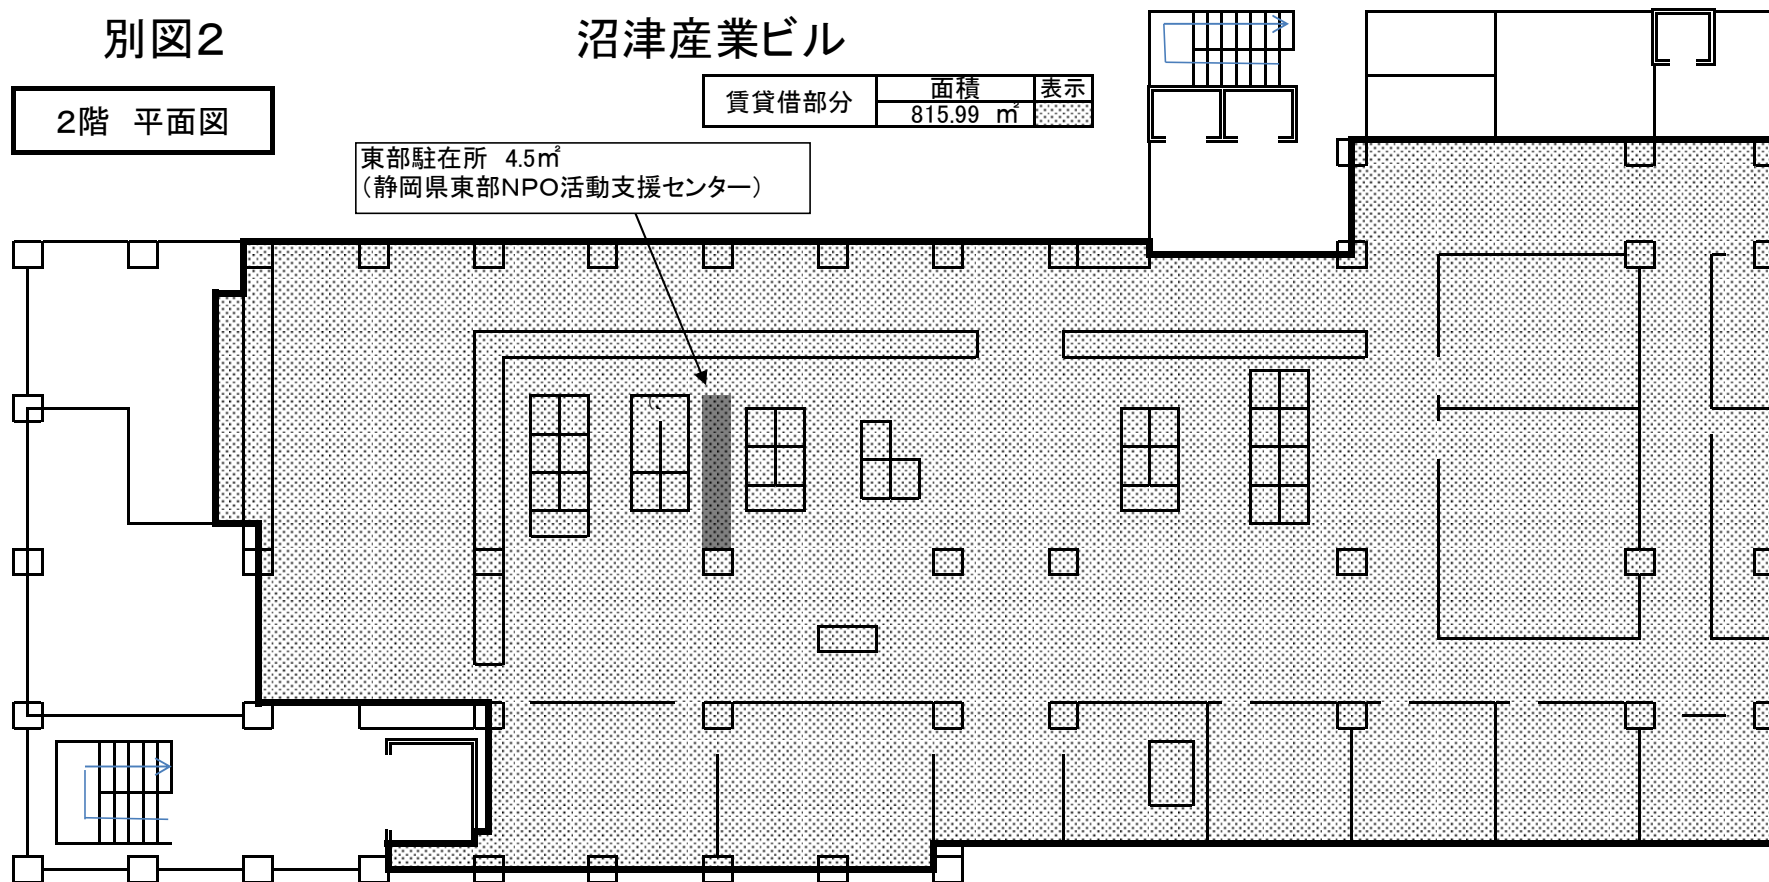 別図2
沼津産業ビル
2階 平面図
賃貸借部分 面積 表示
815.99 ㎡
東部駐在所 4.5㎡
（静岡県東部NPO活動支援センター）